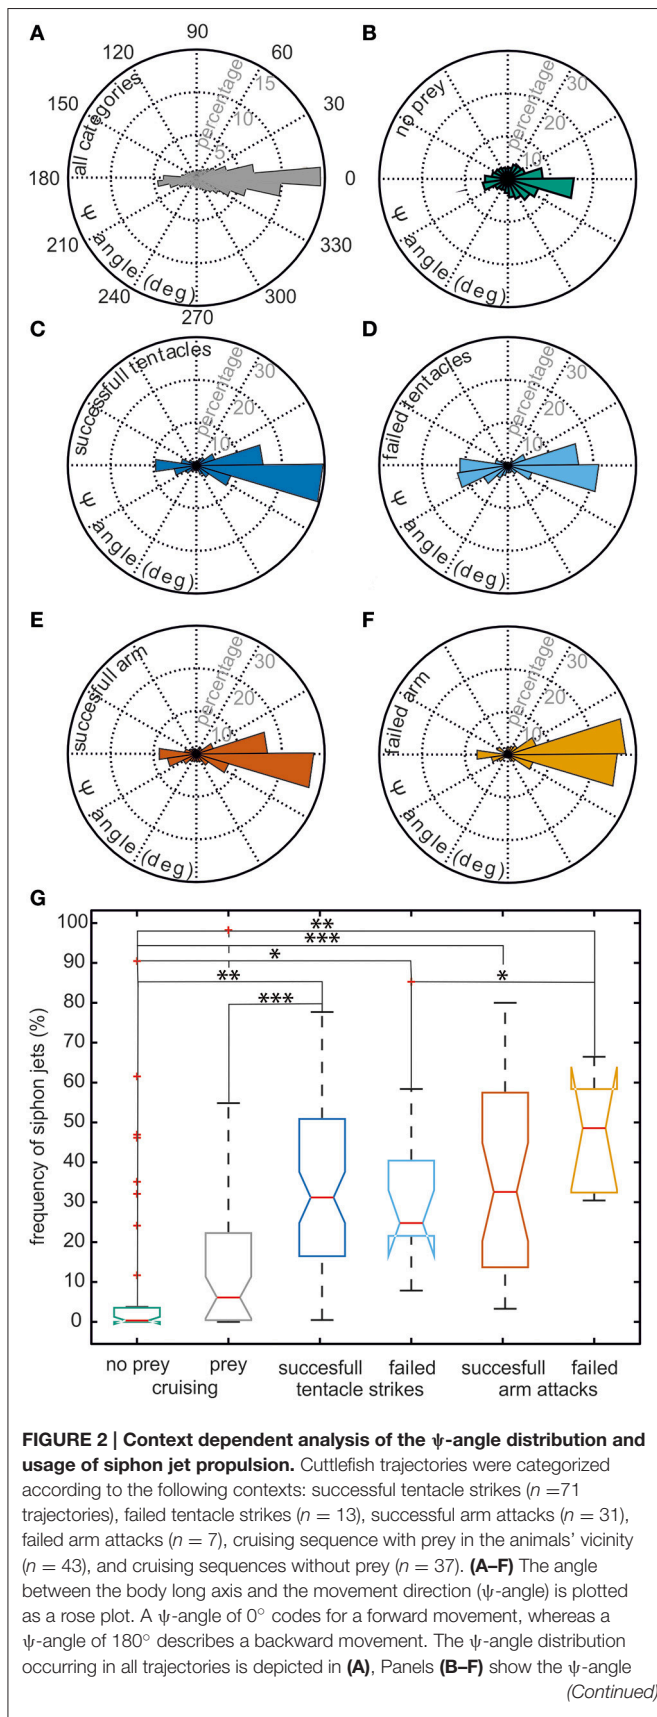 A
B
90
120
60
150
30
180
0
210
330
240
300
270
all categories
percentage
5
10
15
ψ angle (deg)
no prey
percentage
10
20
30
ψ angle (deg)
C
D
successfull tentacles
percentage
10
20
30
ψ angle (deg)
failed tentacles
percentage
10
20
30
ψ angle (deg)
E
F
succesfull arm
percentage
10
20
30
ψ angle (deg)
failed arm
percentage
10
20
30
ψ angle (deg)
G
frequency of siphon jets (%)
100
90
80
70
60
50
40
30
20
10
0
**
***
*
**
*
***
no prey prey succesfull failed succesfull failed
cruising tentacle strikes arm attacks
FIGURE 2 | Context dependent analysis of the ψ-angle distribution and
usage of siphon jet propulsion. Cuttlefish trajectories were categorized
according to the following contexts: successful tentacle strikes (n =71
trajectories), failed tentacle strikes (n = 13), successful arm attacks (n = 31),
failed arm attacks (n = 7), cruising sequence with prey in the animals' vicinity
(n = 43), and cruising sequences without prey (n = 37). (A–F) The angle
between the body long axis and the movement direction (ψ-angle) is plotted
as a rose plot. A ψ-angle of 0° codes for a forward movement, whereas a
ψ-angle of 180° describes a backward movement. The ψ-angle distribution
occurring in all trajectories is depicted in (A), Panels (B–F) show the ψ-angle
(Continued)